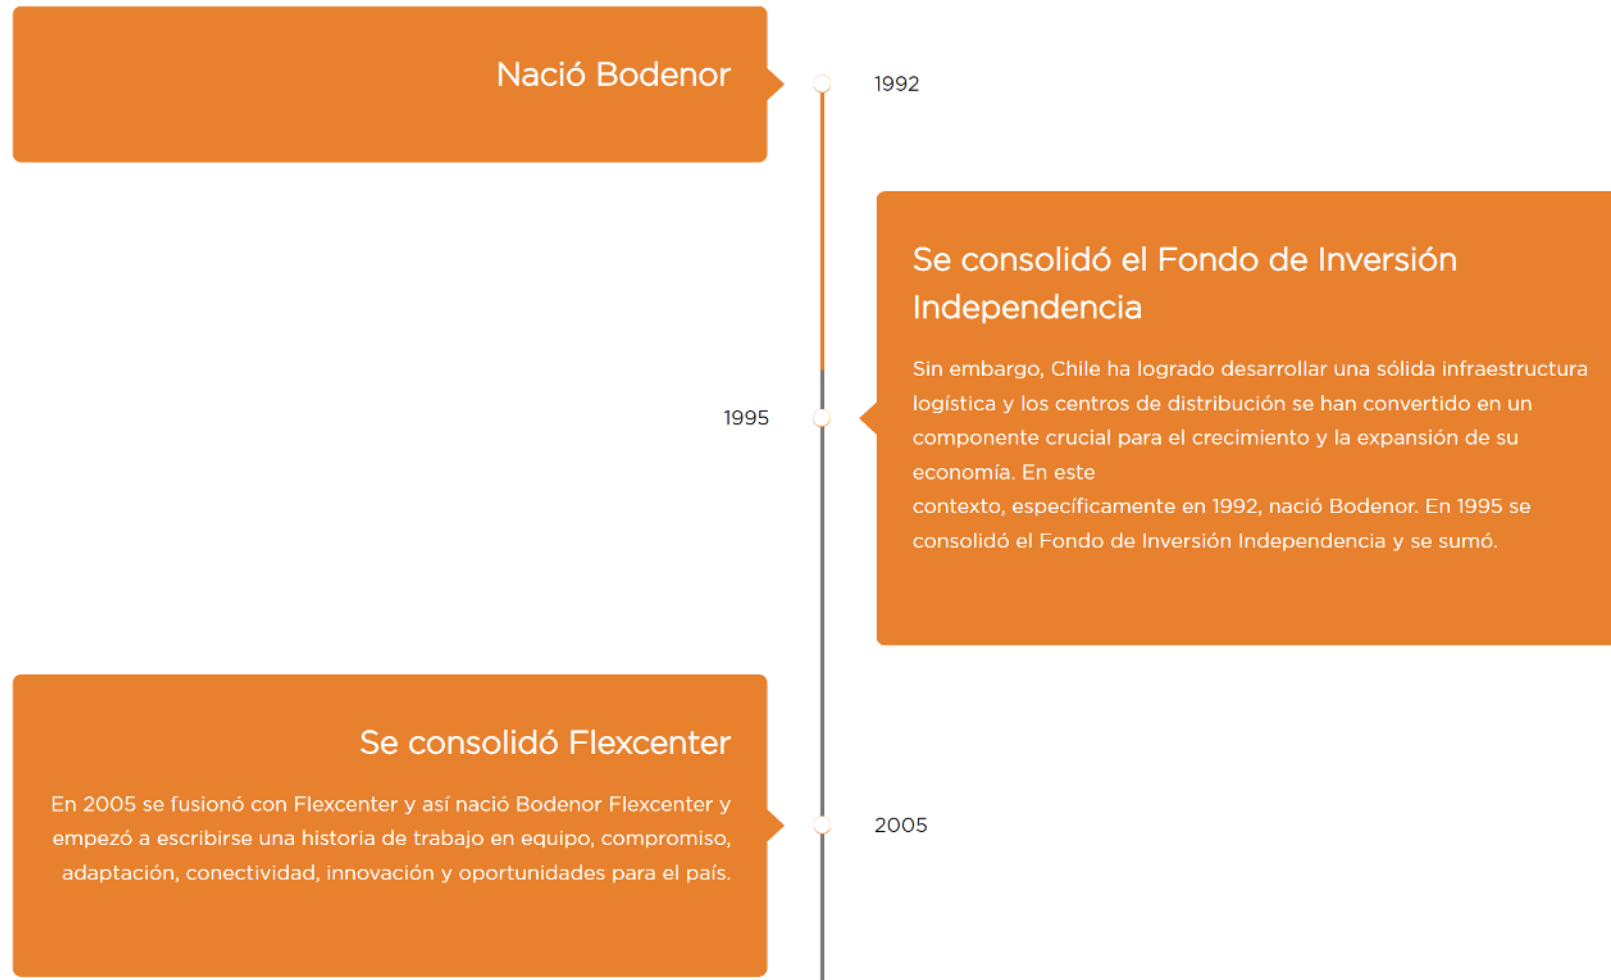 Nació Bodenor
1992
Se consolidó el Fondo de Inversión
Independencia
Sin embargo, Chile ha logrado desarrollar una sólida infraestructura
logística y los centros de distribución se han convertido en un
componente crucial para el crecimiento y la expansión de su
economía. En este
contexto, específicamente en 1992, nació Bodenor. En 1995 se
consolidó el Fondo de Inversión Independencia y se sumó.
1995
Se consolidó Flexcenter
En 2005 se fusionó con Flexcenter y así nació Bodenor Flexcenter y
empezó a escribirse una historia de trabajo en equipo, compromiso,
adaptación, conectividad, innovación y oportunidades para el país.
2005